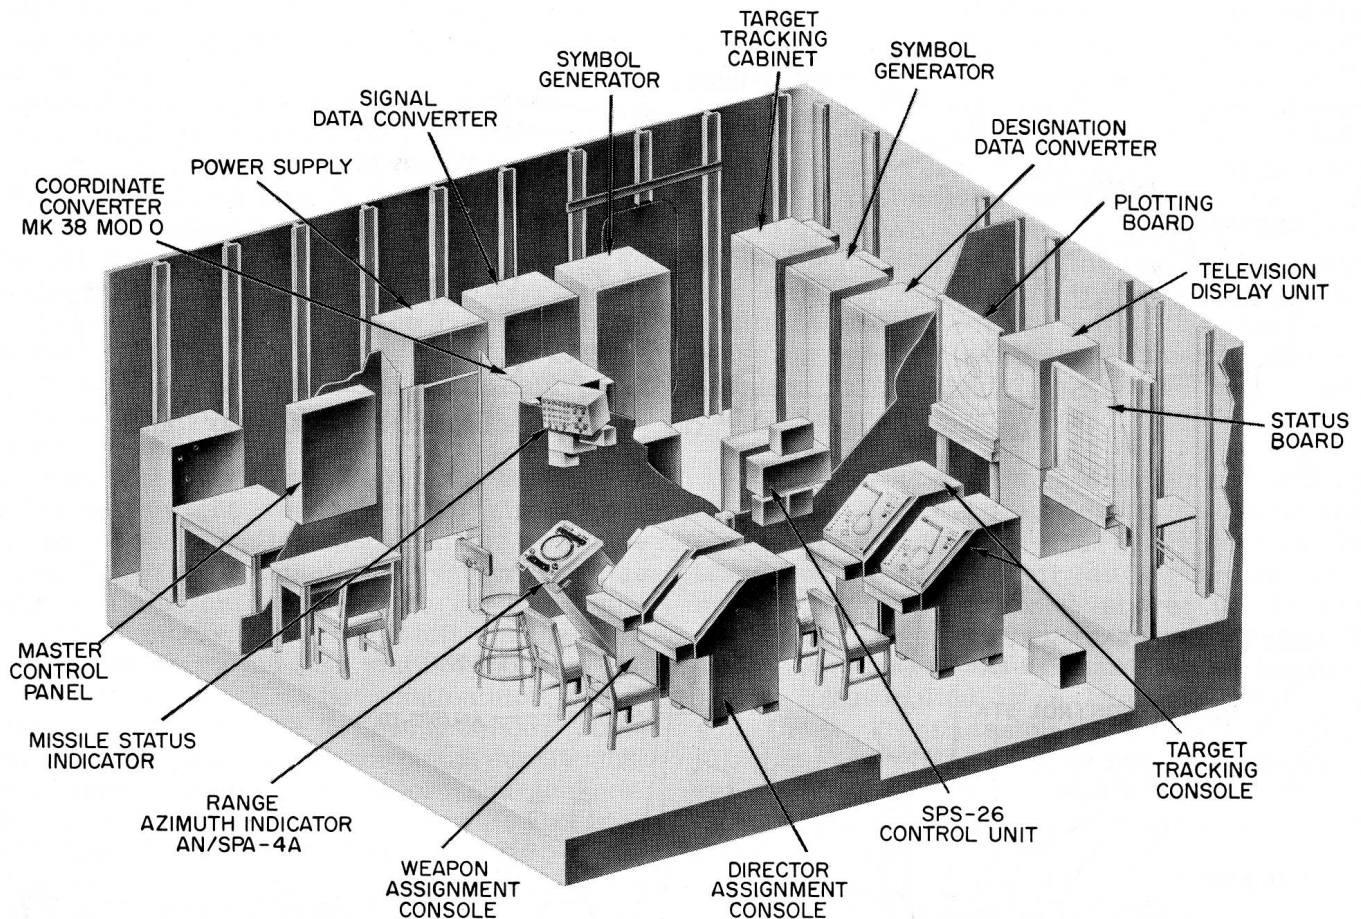 TARGET
TRACKING
CABINET
SYMBOL
GENERATOR
SYMBOL
GENERATOR
SIGNAL
DATA CONVERTER
DESIGNATION
DATA CONVERTER
POWER SUPPLY
COORDINATE
CONVERTER
MK 38 MOD O
PLOTTING
BOARD
TELEVISION
DISPLAY UNIT
STATUS
BOARD
MASTER
CONTROL
PANEL
MISSILE STATUS
INDICATOR
RANGE
AZIMUTH INDICATOR
AN/SPA-4A
WEAPON
ASSIGNMENT
CONSOLE
DIRECTOR
ASSIGNMENT
CONSOLE
SPS-26
CONTROL UNIT
TARGET
TRACKING
CONSOLE